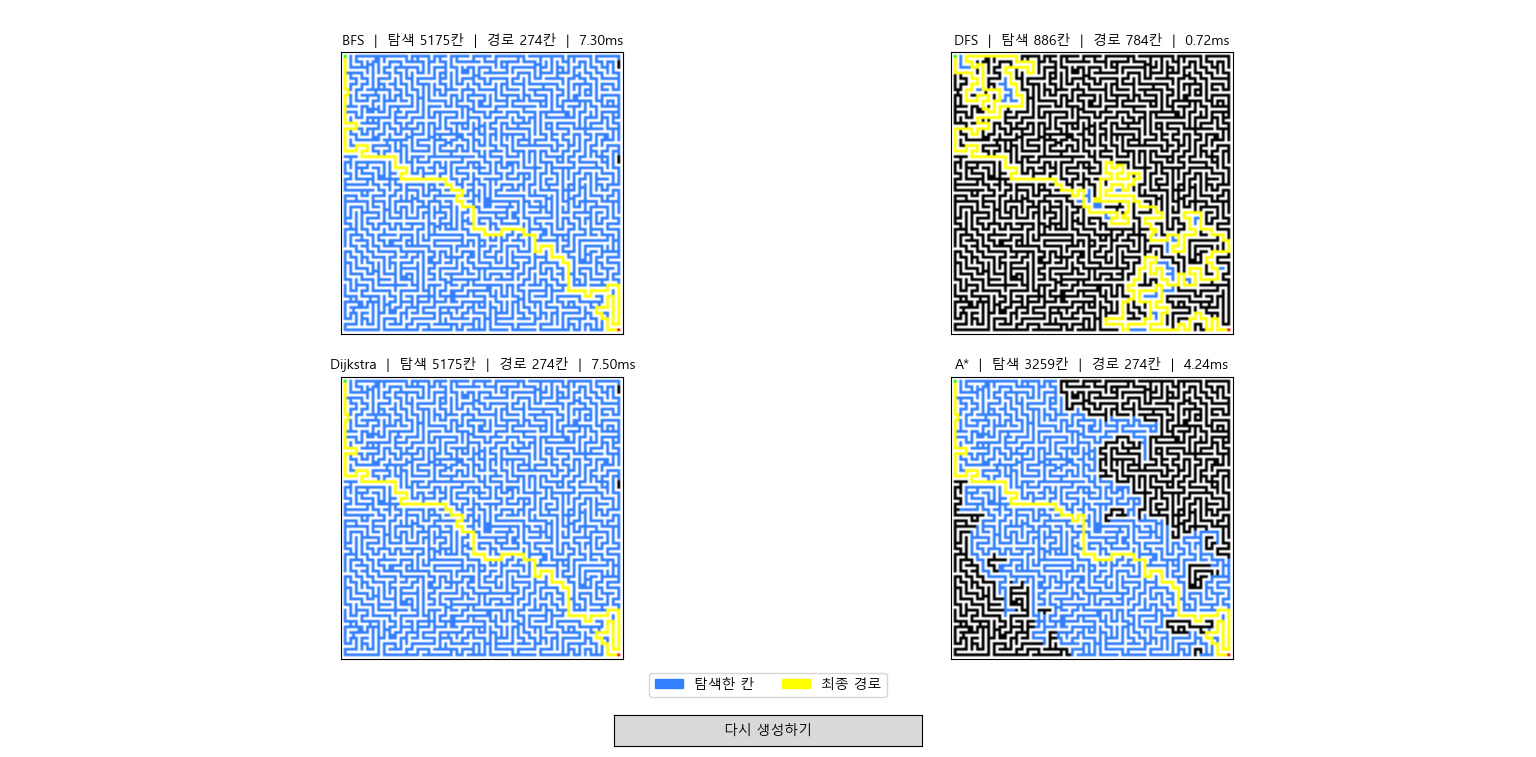 BFS | 탐색 5175칸 | 경로 274칸 | 7.30ms
DFS | 탐색 886칸 | 경로 784칸 | 0.72ms
Dijkstra | 탐색 5175칸 | 경로 274칸 | 7.50ms
A* | 탐색 3259칸 | 경로 274칸 | 4.24ms
탐색한 칸 최종 경로
다시 생성하기